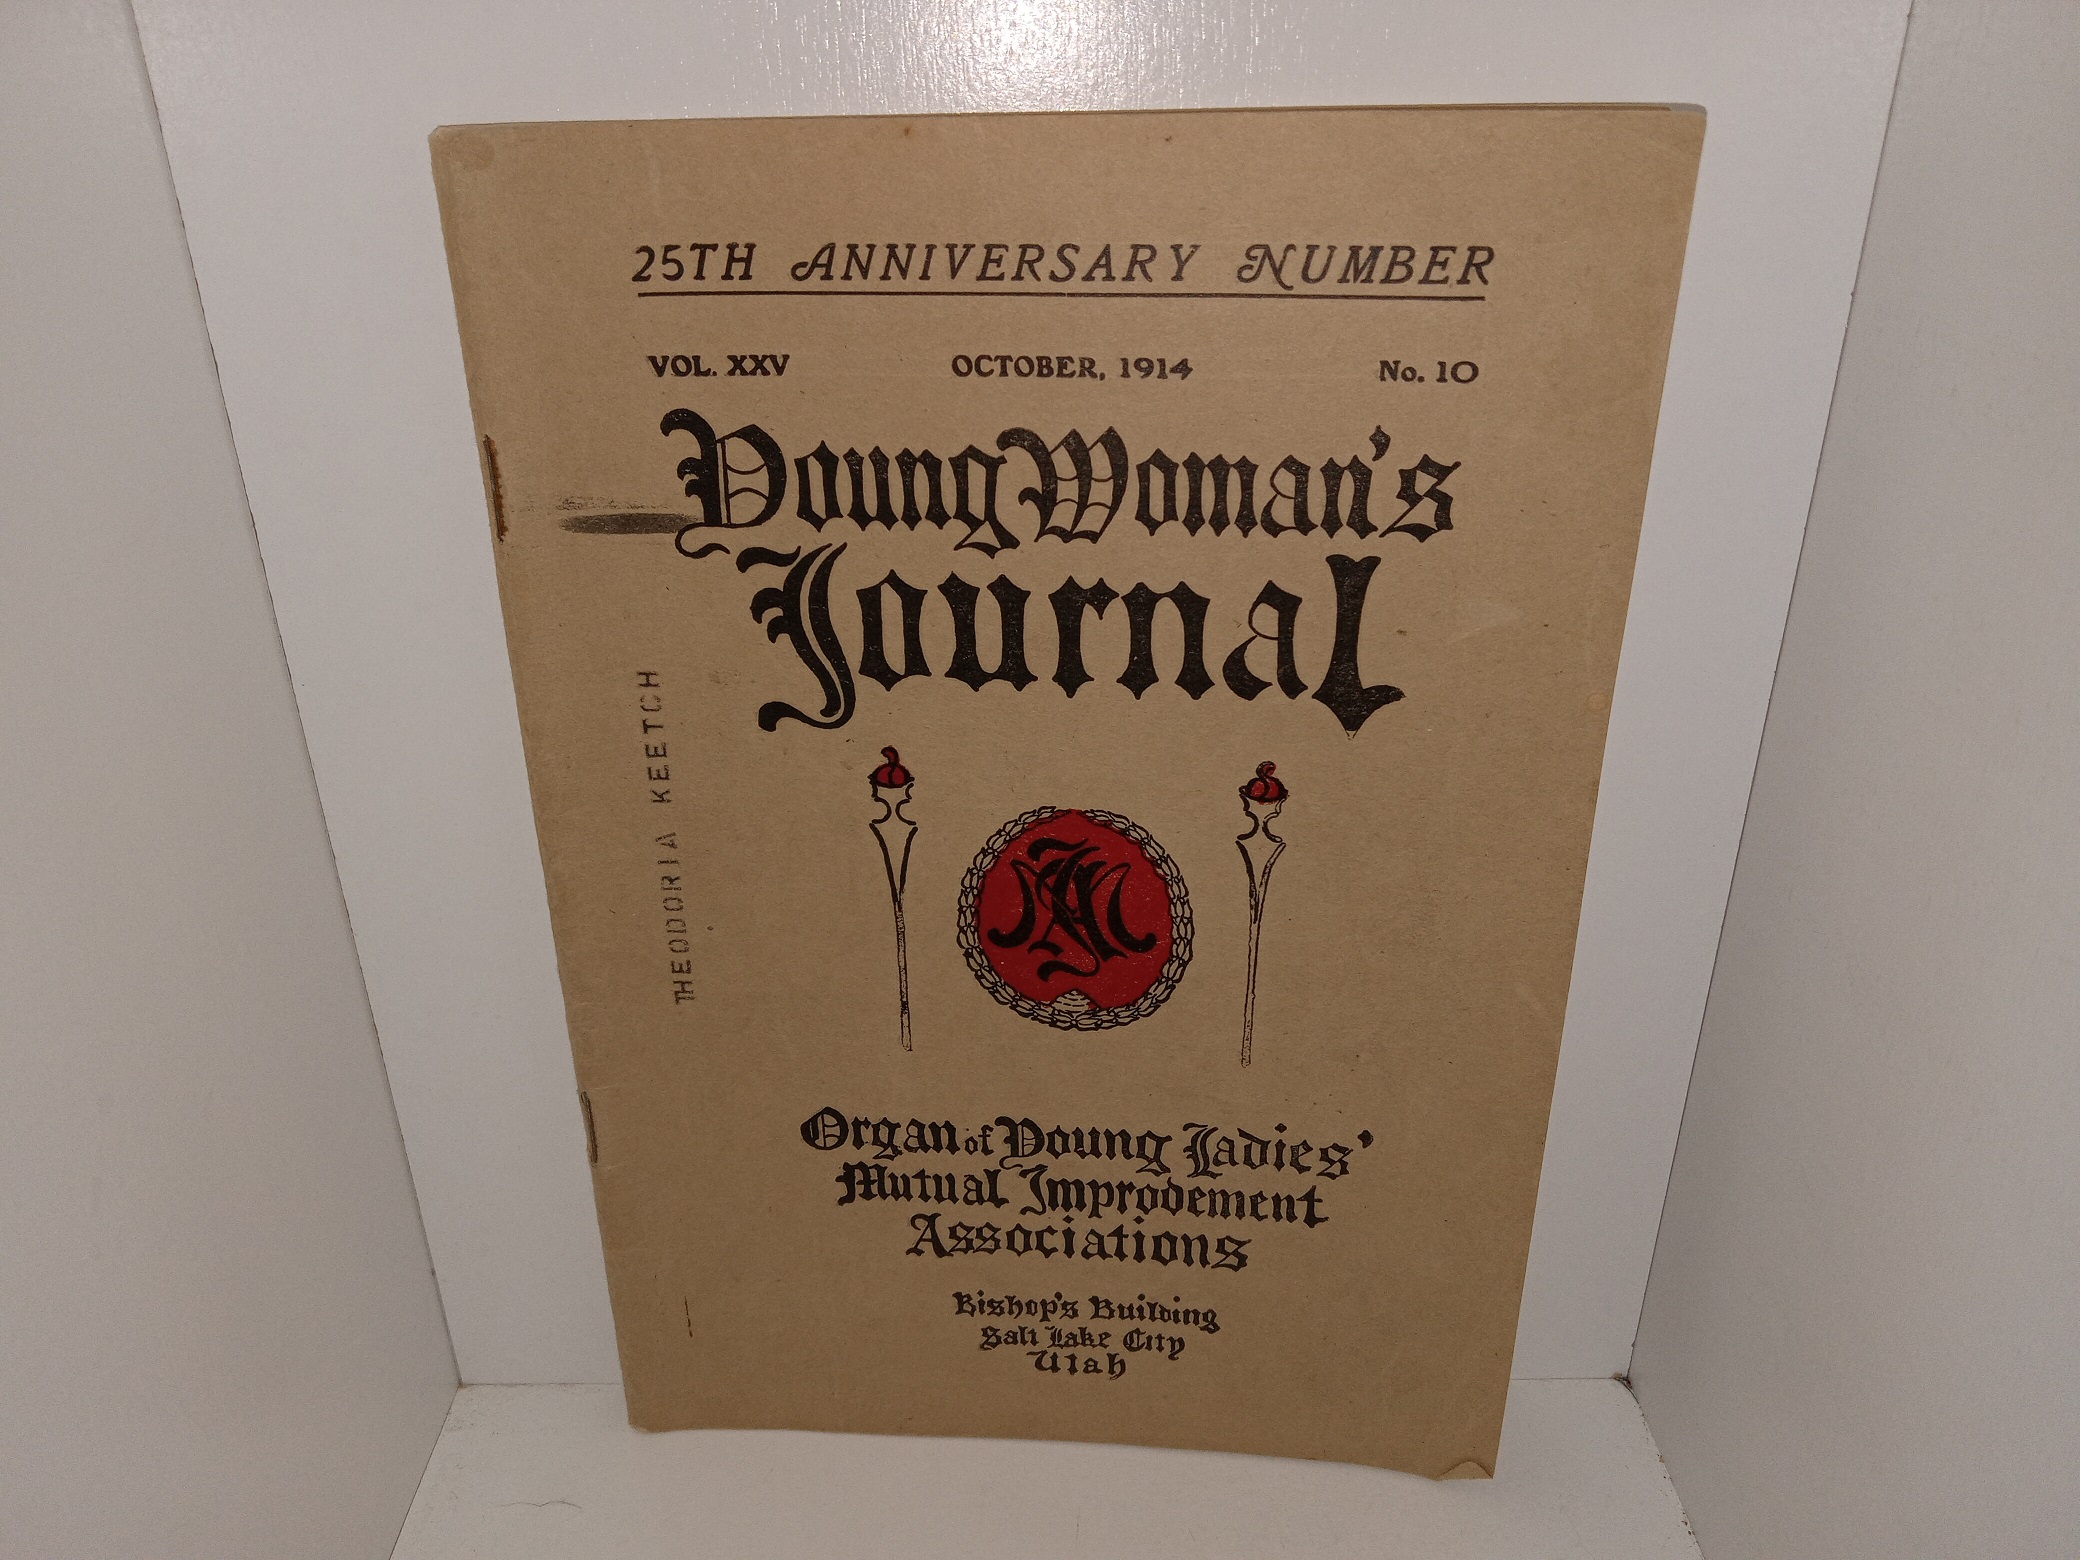 25TH ANNIVERSARY NUMBER
VOL. XXV OCTOBER, 1914 No. 10
Young Woman's
Journal
THEODORIA KEETCH
Organ of Young Ladies'
Mutual Improvement
Associations
Bishop's Building
Salt Lake City
Utah